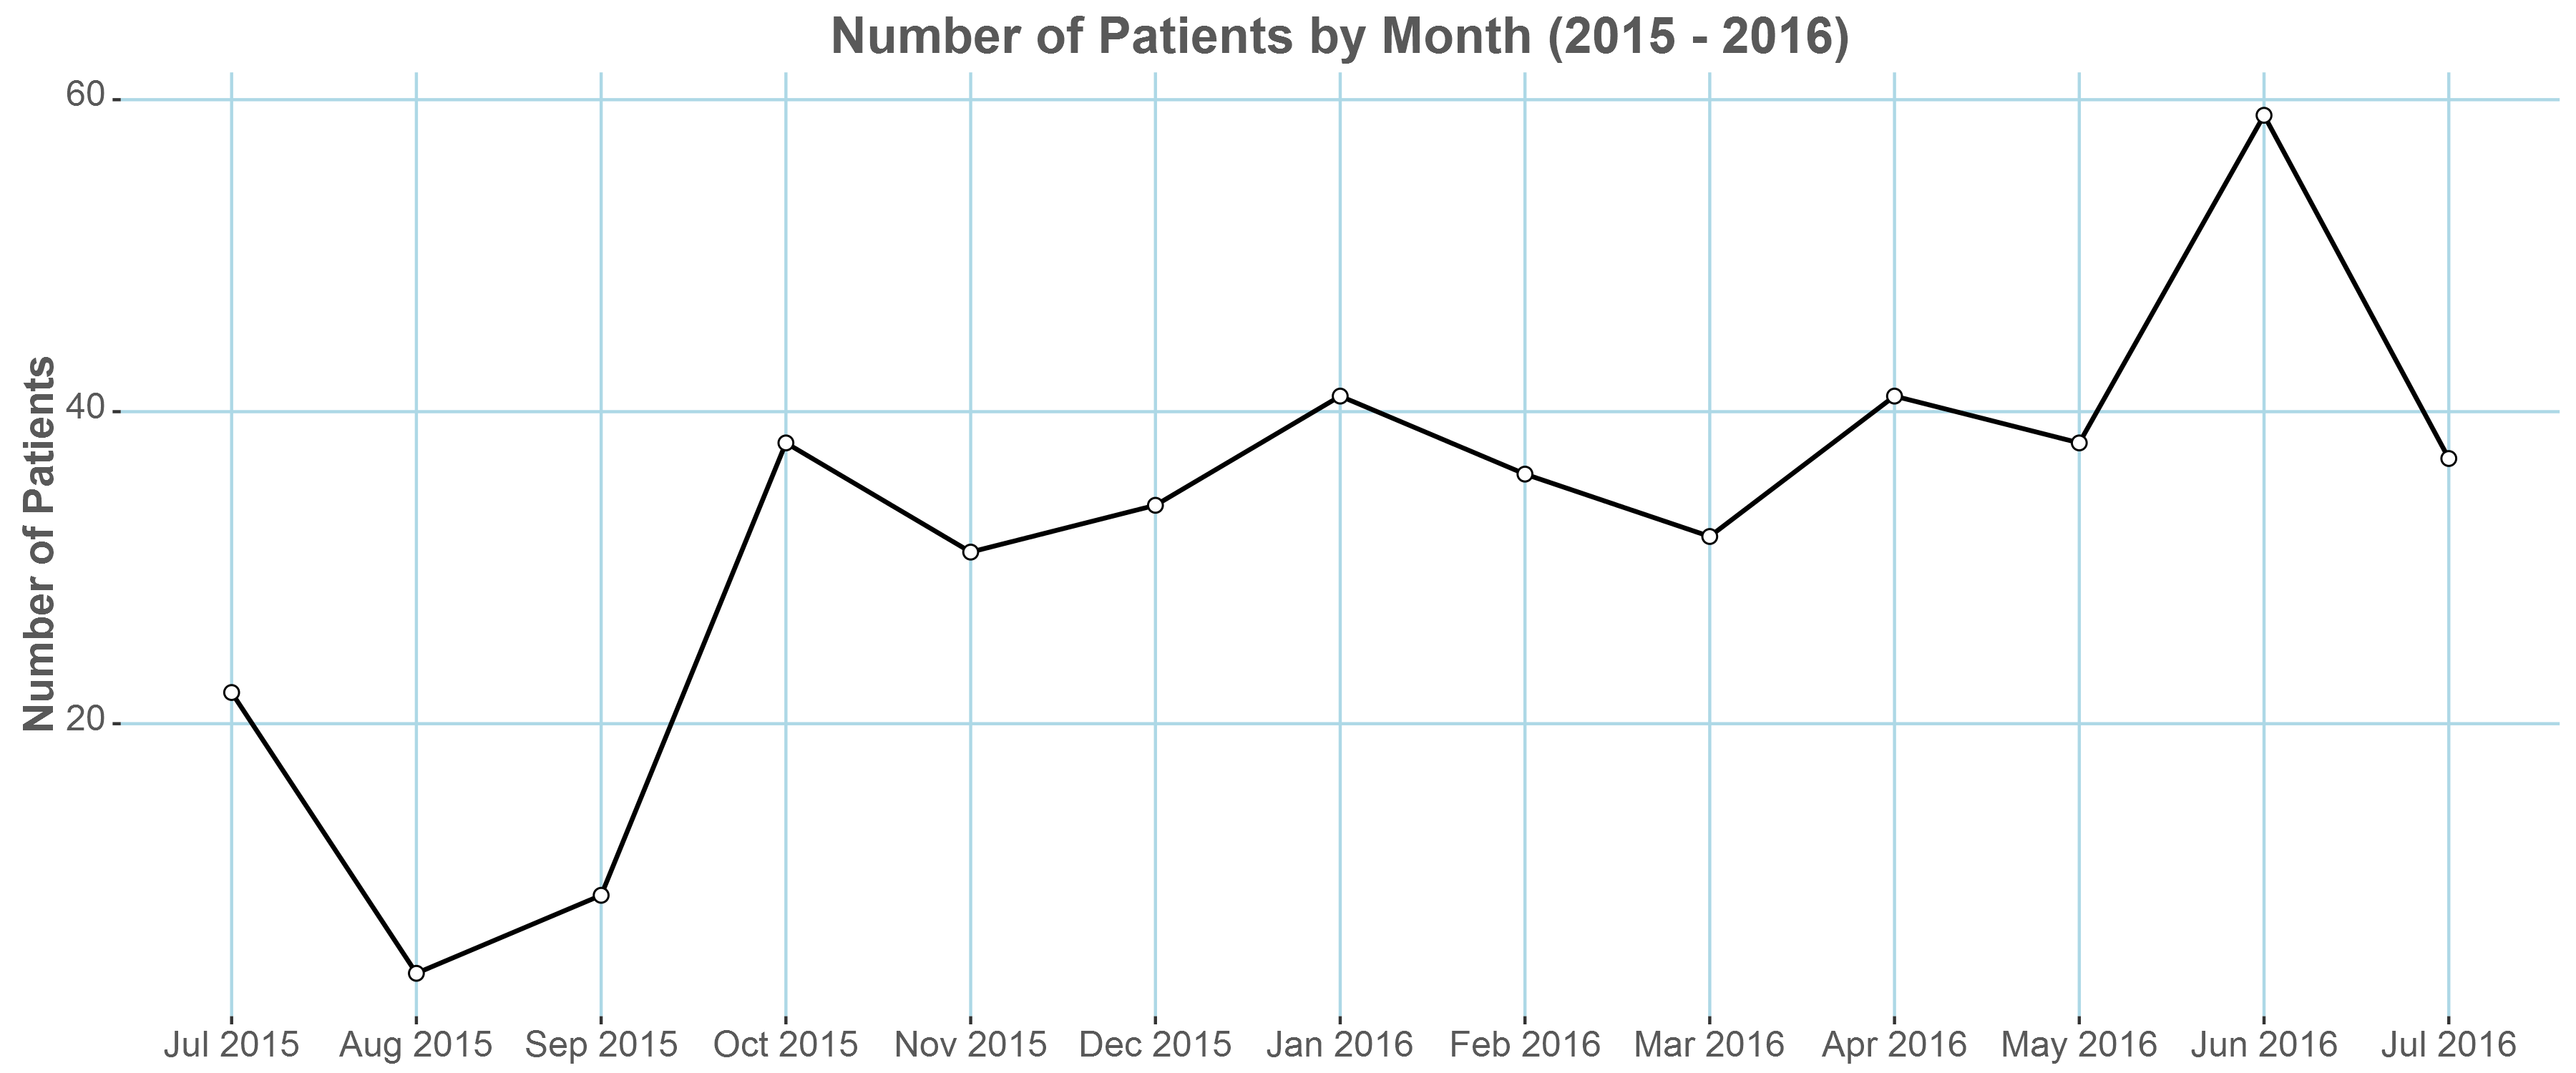 Number of Patients by Month (2015 - 2016)
Number of Patients
60
40
20
Jul 2015 Aug 2015 Sep 2015 Oct 2015 Nov 2015 Dec 2015 Jan 2016 Feb 2016 Mar 2016 Apr 2016 May 2016 Jun 2016 Jul 2016